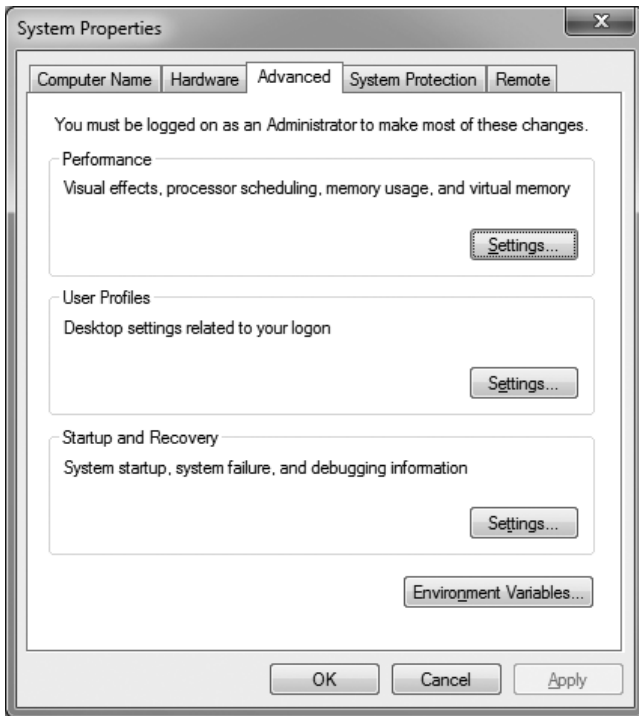 System Properties
X
Computer Name Hardware Advanced System Protection Remote
You must be logged on as an Administrator to make most of these changes.
Performance
Visual effects, processor scheduling, memory usage, and virtual memory
Settings...
User Profiles
Desktop settings related to your logon
Settings...
Startup and Recovery
System startup, system failure, and debugging information
Settings...
Environment Variables...
OK Cancel Apply